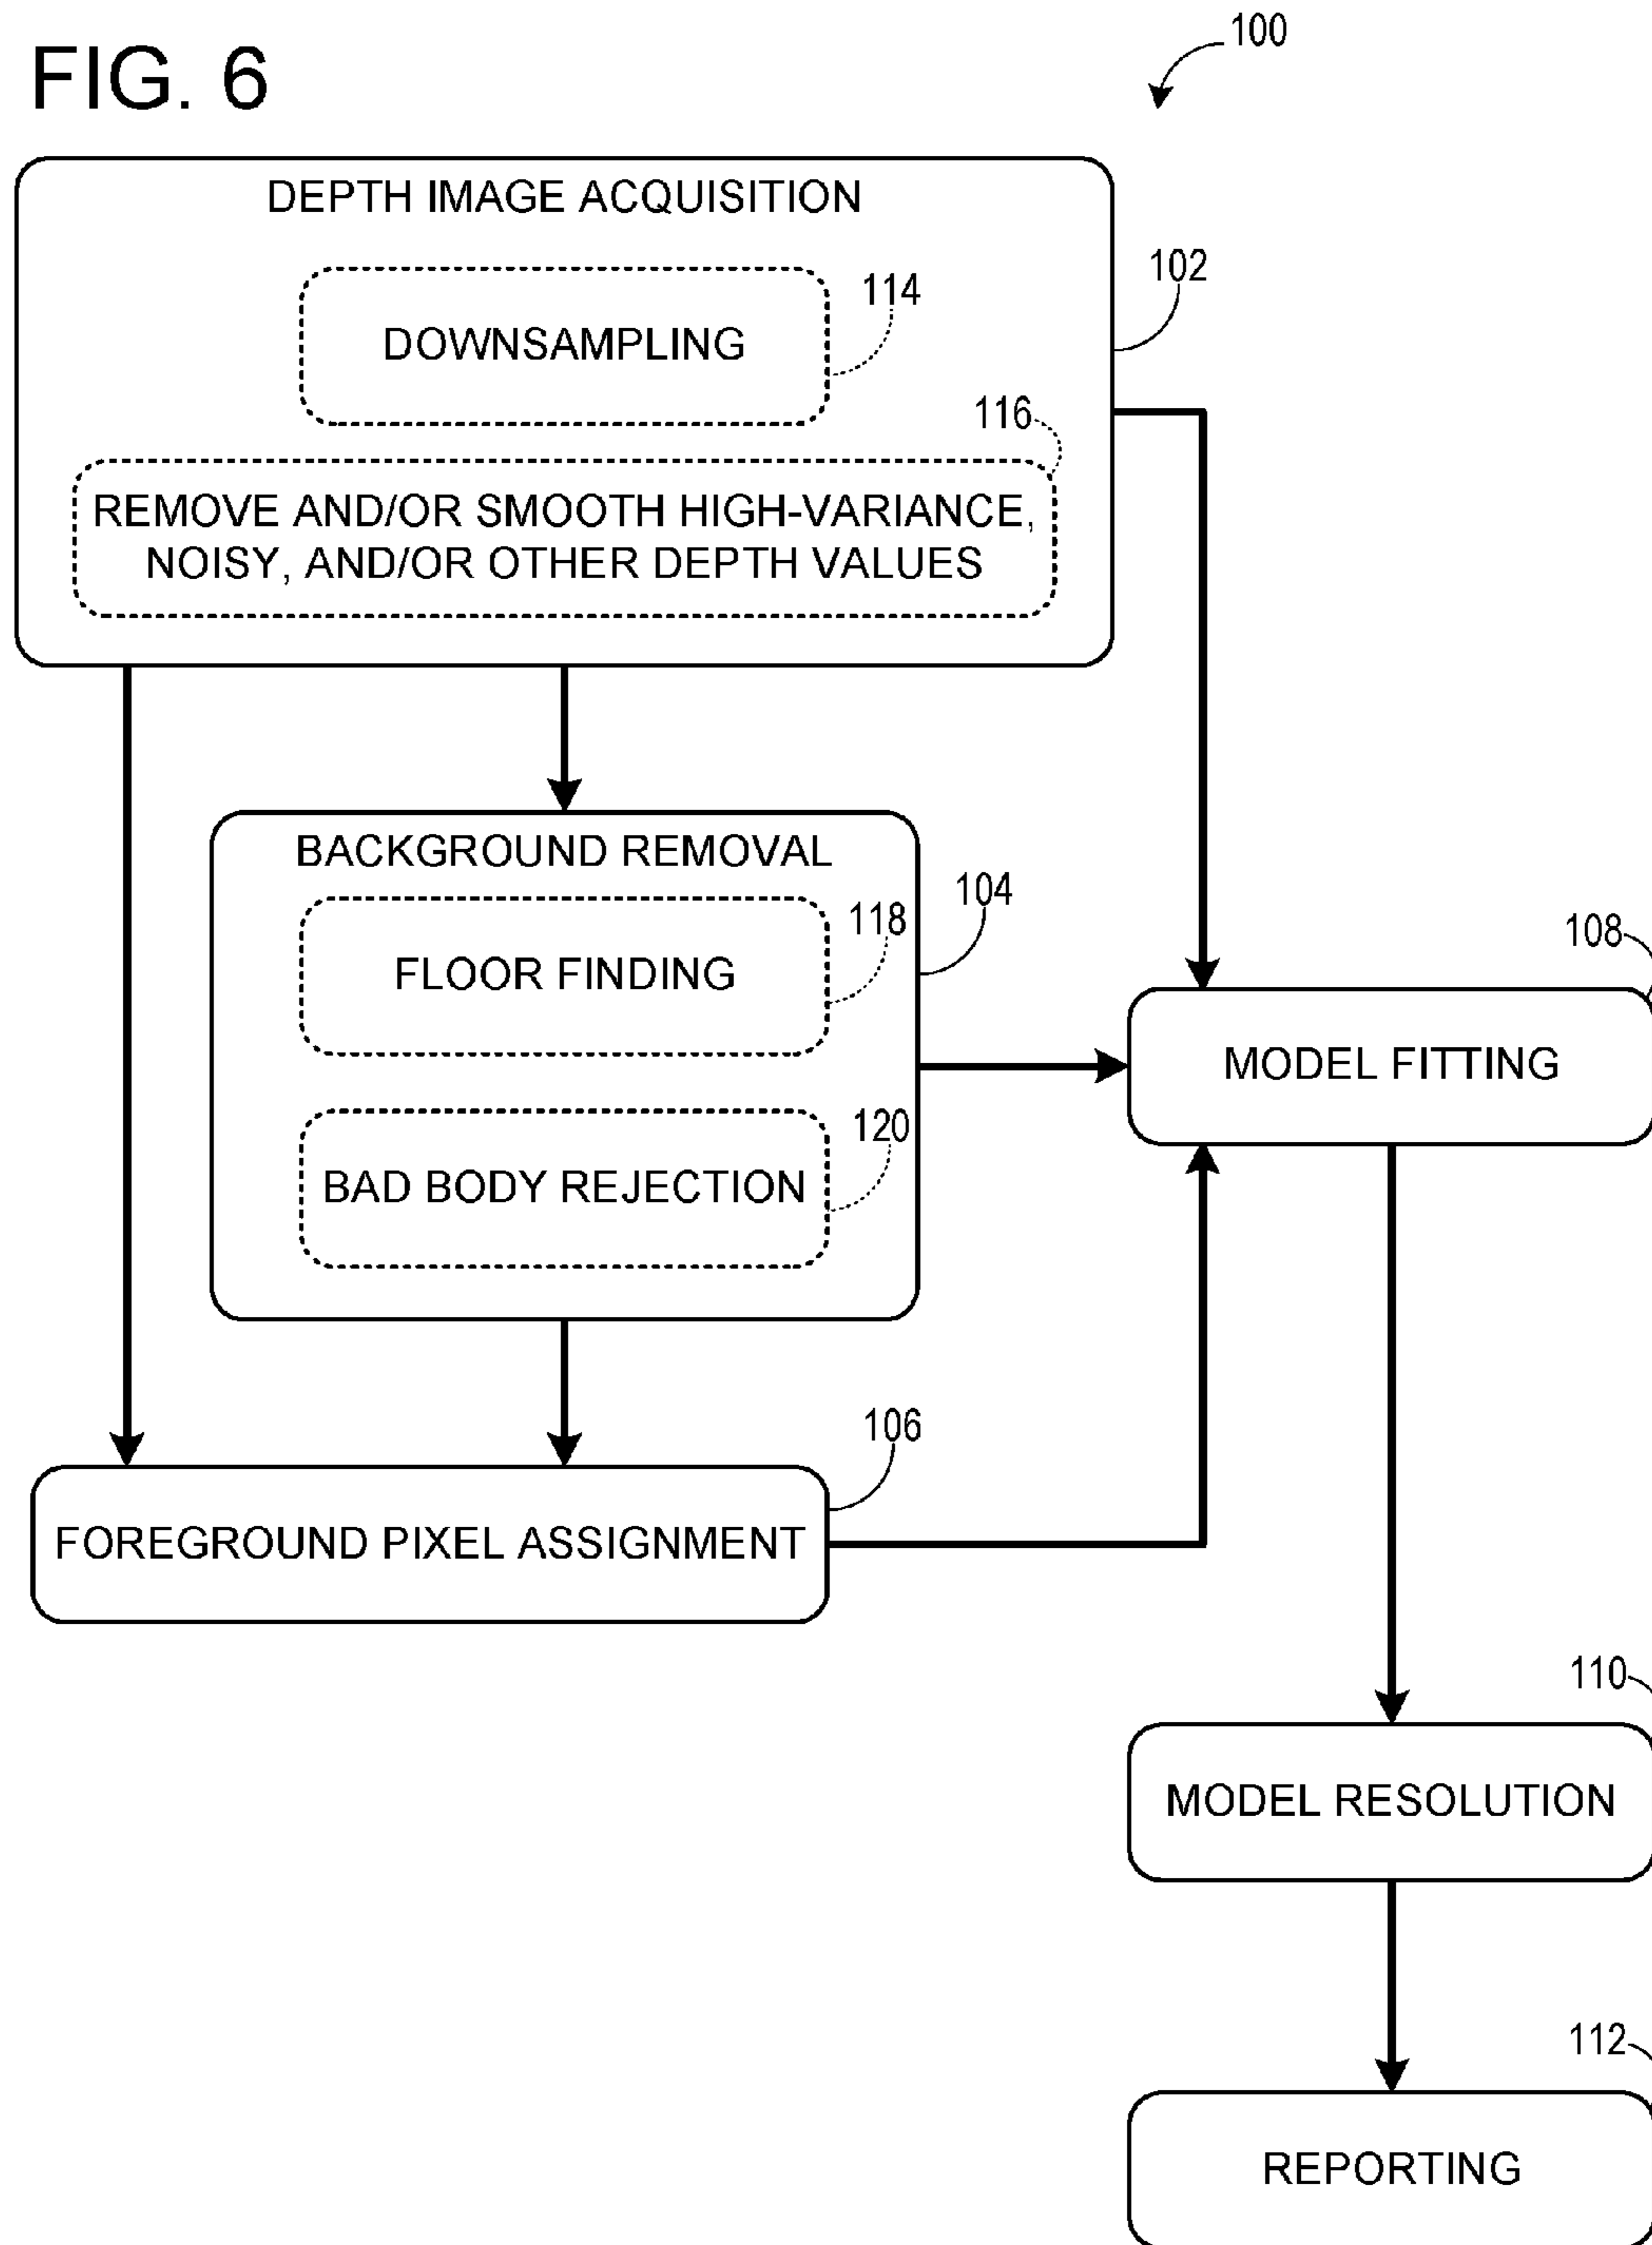 FIG. 6
100
DEPTH IMAGE ACQUISITION
102
DOWNSAMPLING
114
116
REMOVE AND/OR SMOOTH HIGH-VARIANCE,
NOISY, AND/OR OTHER DEPTH VALUES
BACKGROUND REMOVAL
104
FLOOR FINDING
118
BAD BODY REJECTION
120
108
MODEL FITTING
106
FOREGROUND PIXEL ASSIGNMENT
110
MODEL RESOLUTION
112
REPORTING